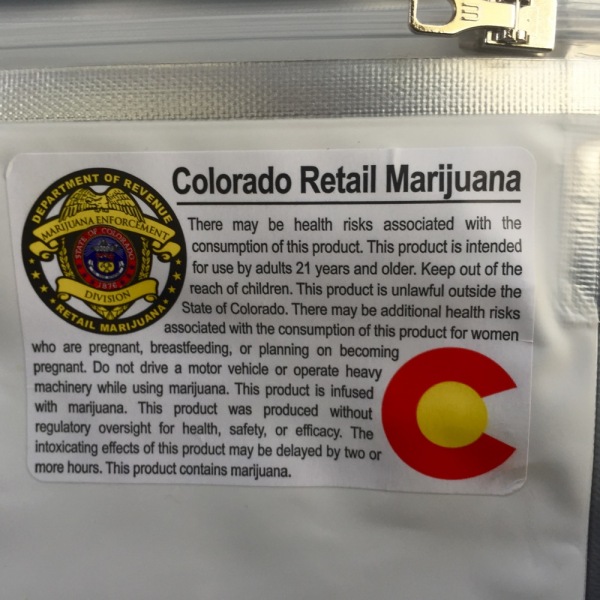 DEPARTMENT OF REVENUE
MARIJUANA ENFORCEMENT
STATE OF COLORADO
1876
DIVISION
RETAIL MARIJUANA
Colorado Retail Marijuana
There may be health risks associated with the
consumption of this product. This product is intended
for use by adults 21 years and older. Keep out of the
reach of children. This product is unlawful outside the
State of Colorado. There may be additional health risks
associated with the consumption of this product for women
who are pregnant, breastfeeding, or planning on becoming
pregnant. Do not drive a motor vehicle or operate heavy
machinery while using marijuana. This product is infused
with marijuana. This product was produced without
regulatory oversight for health, safety, or efficacy. The
intoxicating effects of this product may be delayed by two or
more hours. This product contains marijuana.